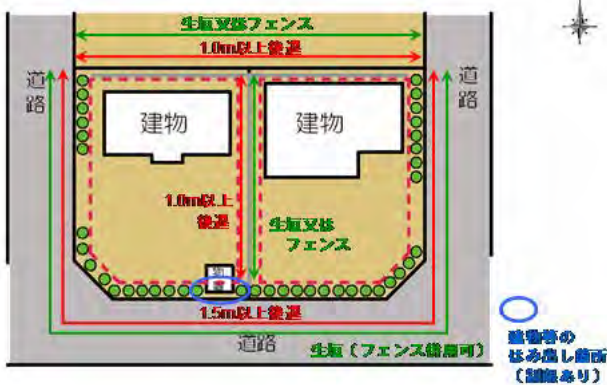 生垣又はフェンス
1.0m以上後退
道路
道路
建物
建物
1.0m以上
後退
生垣又は
フェンス
1.5m以上後退
道路
生垣（フェンス併用可）
建物等の
はみ出し箇所
（制限あり）